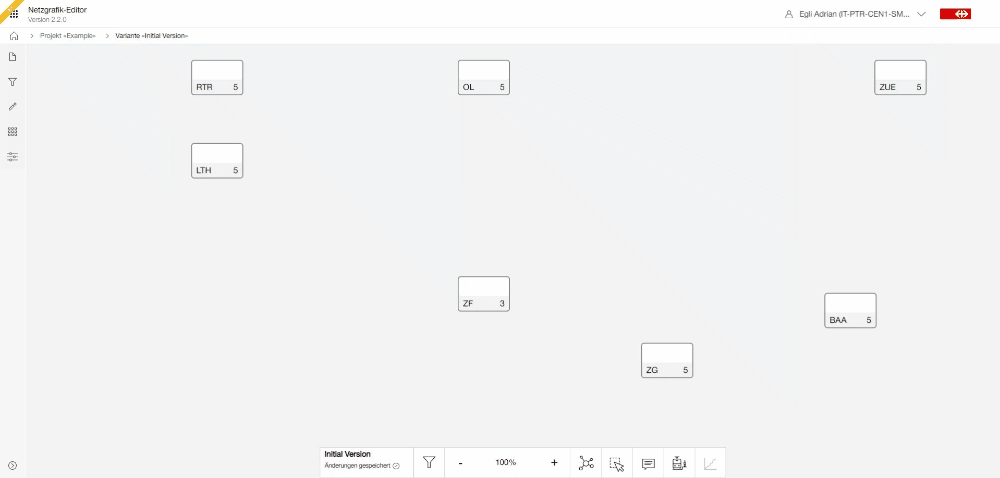 Netzgrafik-Editor
Version 2.2.0
Egli Adrian (IT-PTR-CEN1-SM...
Projekt «Example»
Variante «Initial Version»
RTR 5
OL 5
ZUE 5
LTH 5
ZF 3
BAA 5
ZG 5
Initial Version
Änderungen gespeichert
- 100% +